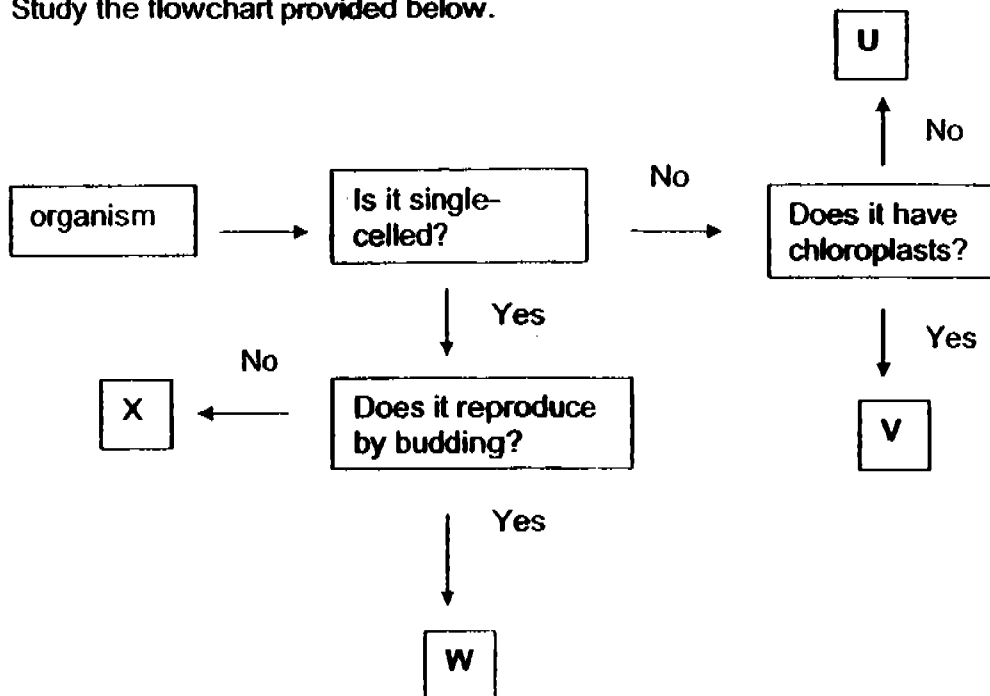 Study the flowchart provided below.
U
No
organism
Is it single-
celled?
No
Does it have
chloroplasts?
Yes
Yes
No
X
Does it reproduce
by budding?
V
Yes
W